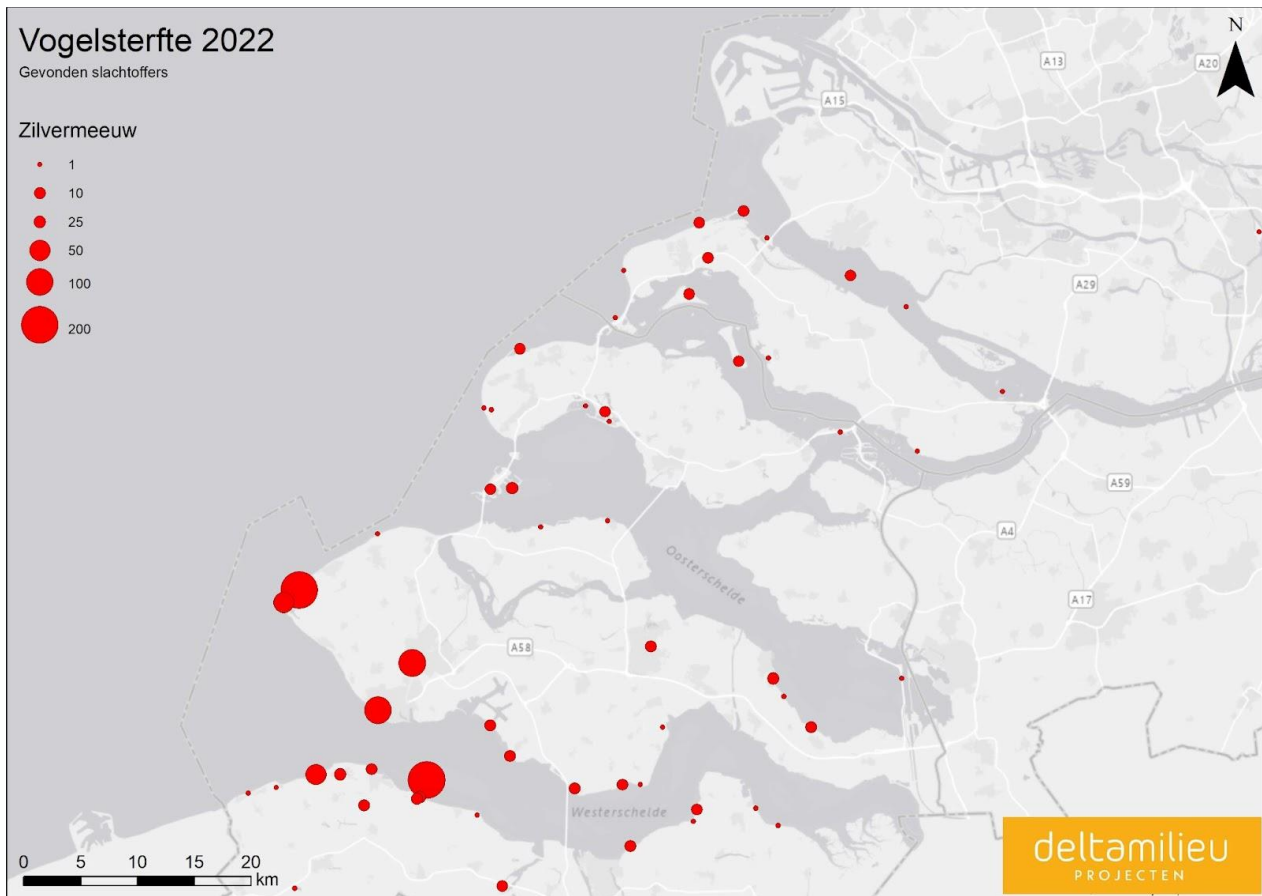 Vogelsterfte 2022
Gevonden slachtoffers
Zilvermeeuw
1
10
25
50
100
200
N
A13
A20
A15
A29
A59
A4
A17
Oosterschelde
A58
Westerschelde
0 5 10 15 20
km
deltamilieu
PROJECTEN